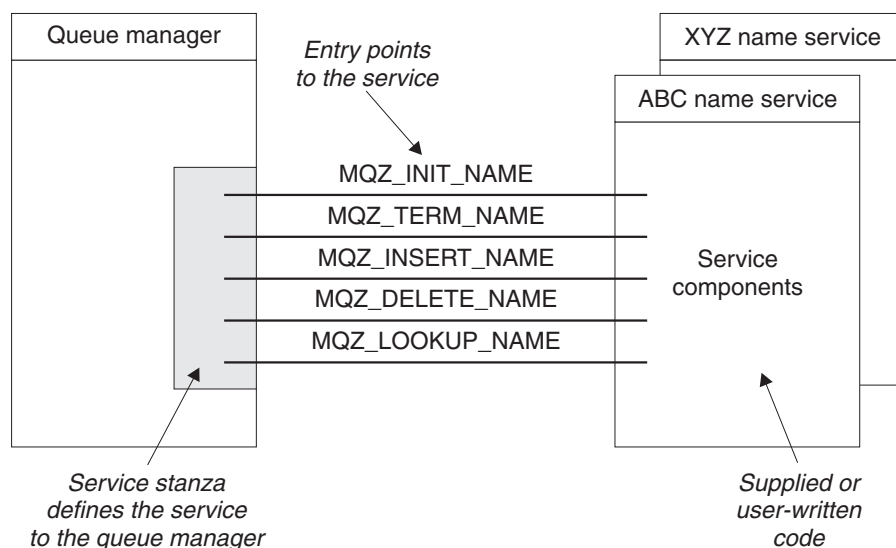 Queue manager
Entry points
to the service
XYZ name service
ABC name service
MQZ_INIT_NAME
MQZ_TERM_NAME
MQZ_INSERT_NAME
MQZ_DELETE_NAME
MQZ_LOOKUP_NAME
Service
components
Service stanza
defines the service
to the queue manager
Supplied or
user-written
code